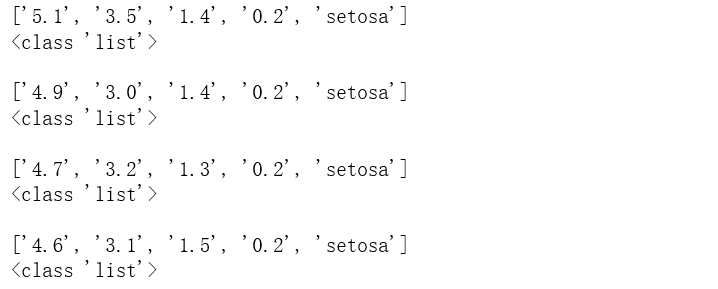 ['5.1', '3.5', '1.4', '0.2', 'setosa']
<class 'list'>
['4.9', '3.0', '1.4', '0.2', 'setosa']
<class 'list'>
['4.7', '3.2', '1.3', '0.2', 'setosa']
<class 'list'>
['4.6', '3.1', '1.5', '0.2', 'setosa']
<class 'list'>